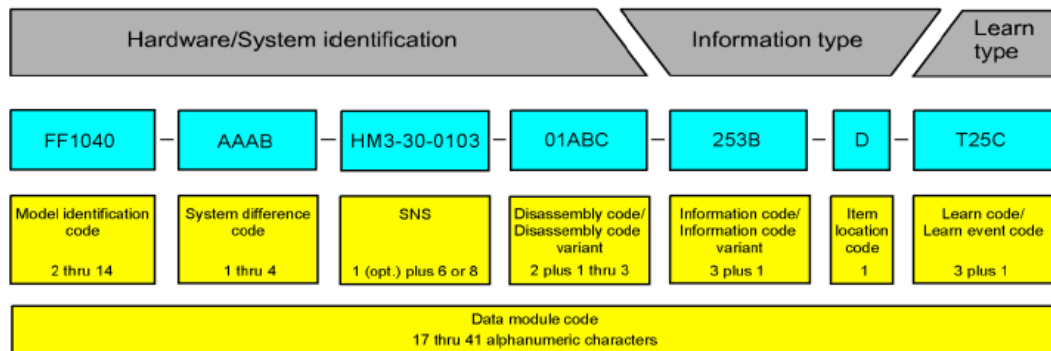 Hardware/System identification
Information type
Learn
type
FF1040 – AAAB – HM3-30-0103 – 01ABC – 253B – D – T25C
Model identification
code
2 thru 14
System difference
code
1 thru 4
SNS
1 (opt.) plus 6 or 8
Disassembly code/
Disassembly code
variant
2 plus 1 thru 3
Information code/
Information code
variant
3 plus 1
Item
location
code
1
Learn code/
Learn event code
3 plus 1
Data module code
17 thru 41 alphanumeric characters